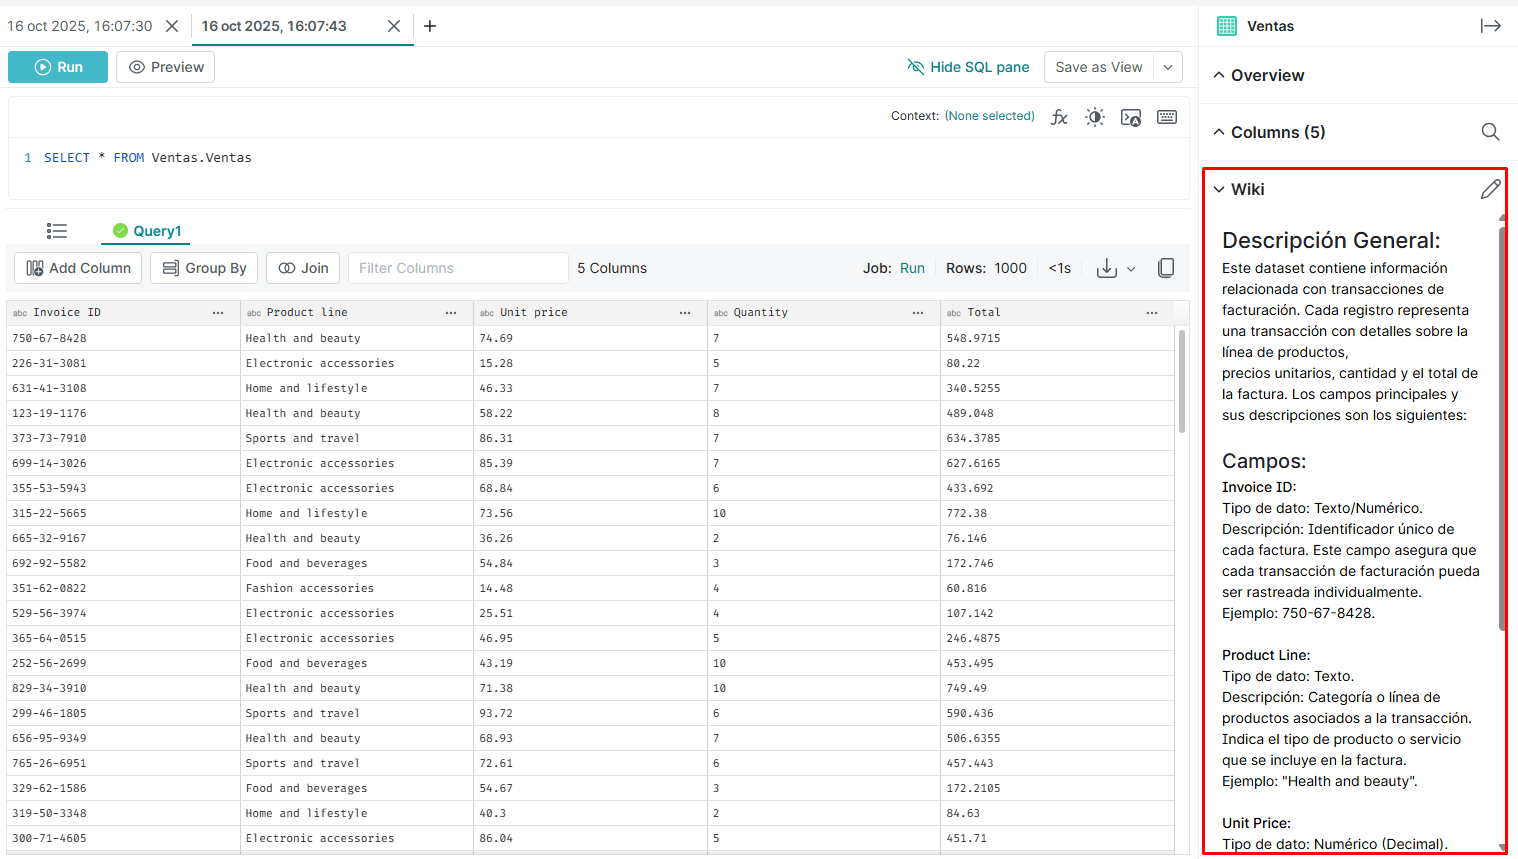 16 oct 2025, 16:07:30
16 oct 2025, 16:07:43
Run
Preview
Hide SQL pane
Save as View
Context: (None selected)
1 SELECT * FROM Ventas.Ventas
Query1
Add Column
Group By
Join
Filter Columns
5 Columns
Job: Run
Rows: 1000
<1s
abc Invoice ID ... abc Product line ... abc Unit price ... abc Quantity ... abc Total ...
750-67-8428 Health and beauty 74.69 7 548.9715
226-31-3081 Electronic accessories 15.28 5 80.22
631-41-3108 Home and lifestyle 46.33 7 340.5255
123-19-1176 Health and beauty 58.22 8 489.048
373-73-7910 Sports and travel 86.31 7 634.3785
699-14-3026 Electronic accessories 85.39 7 627.6165
355-53-5943 Electronic accessories 68.84 6 433.692
315-22-5665 Home and lifestyle 73.56 10 772.38
665-32-9167 Health and beauty 36.26 2 76.146
692-92-5582 Food and beverages 54.84 3 172.746
351-62-0822 Fashion accessories 14.48 4 60.816
529-56-3974 Electronic accessories 25.51 4 107.142
365-64-0515 Electronic accessories 46.95 5 246.4875
252-56-2699 Food and beverages 43.19 10 453.495
829-34-3910 Health and beauty 71.38 10 749.49
299-46-1805 Sports and travel 93.72 6 590.436
656-95-9349 Health and beauty 68.93 7 506.6355
765-26-6951 Sports and travel 72.61 6 457.443
329-62-1586 Food and beverages 54.67 3 172.2105
319-50-3348 Home and lifestyle 40.3 2 84.63
300-71-4605 Electronic accessories 86.04 5 451.71
Ventas
Overview
Columns (5)
Wiki
Descripción General:
Este dataset contiene información
relacionada con transacciones de
facturación. Cada registro representa
una transacción con detalles sobre la
línea de productos,
precios unitarios, cantidad y el total de
la factura. Los campos principales y
sus descripciones son los siguientes:
Campos:
Invoice ID:
Tipo de dato: Texto/Numérico.
Descripción: Identificador único de
cada factura. Este campo asegura que
cada transacción de facturación pueda
ser rastreada individualmente.
Ejemplo: 750-67-8428.
Product Line:
Tipo de dato: Texto.
Descripción: Categoría o línea de
productos asociados a la transacción.
Indica el tipo de producto o servicio
que se incluye en la factura.
Ejemplo: "Health and beauty".
Unit Price:
Tipo de dato: Numérico (Decimal).